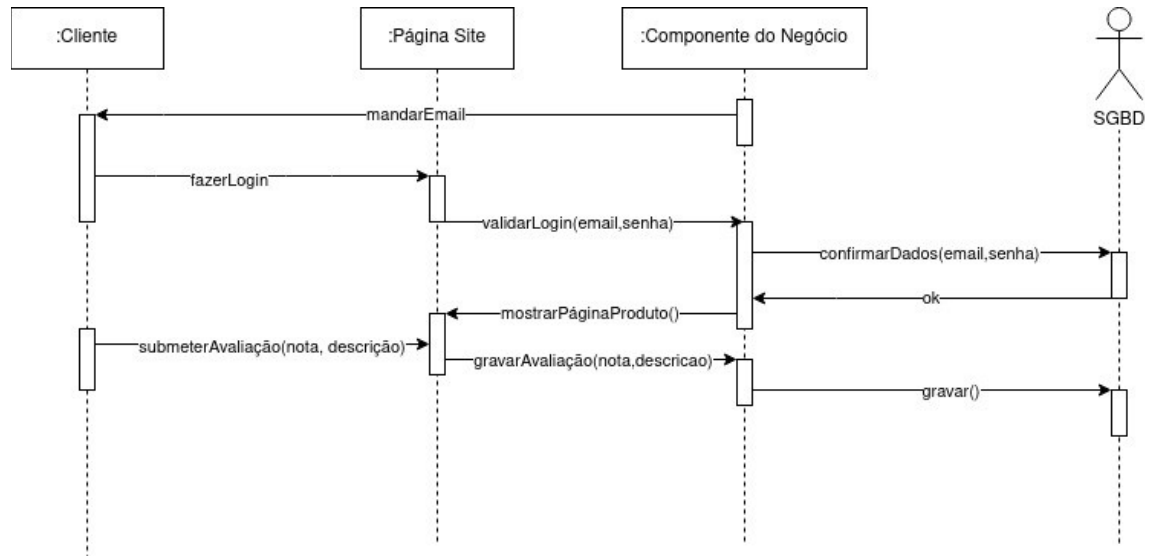 :Cliente
:Página Site
:Componente do Negócio
SGBD
mandarEmail
fazerLogin
validarLogin(email,senha)
confirmarDados(email,senha)
ok
mostrarPáginaProduto()
submeterAvaliação(nota, descrição)
gravarAvaliação(nota,descricao)
gravar()